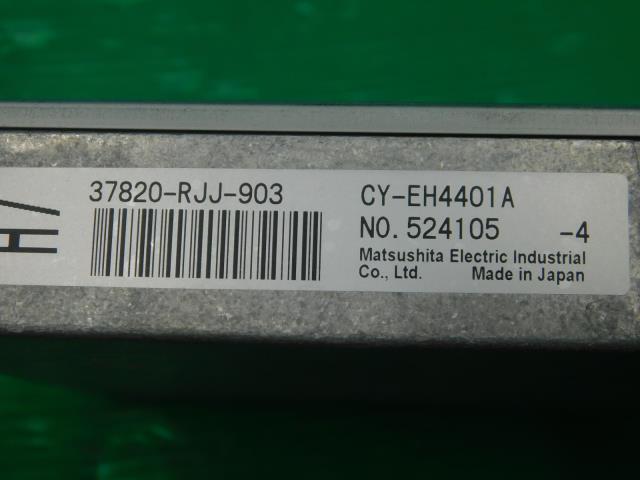 37820-RJJ-903
CY-EH4401A
NO. 524105 -4
Matsushita Electric Industrial
Co., Ltd. Made in Japan